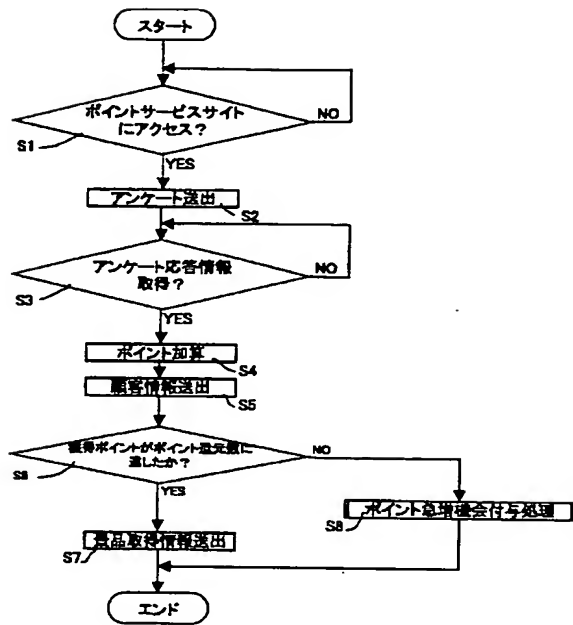 スタート
ポイントサービスサイト
にアクセス?
NO
S1
YES
アンケート送出
S2
アンケート応答情報
取得?
NO
S3
YES
ポイント加算
S4
顧客情報送出
S5
獲得ポイントがポイント還元数に
達したか?
NO
S6
YES
ポイント急増機会付与処理
S8
景品取得情報送出
S7
エンド